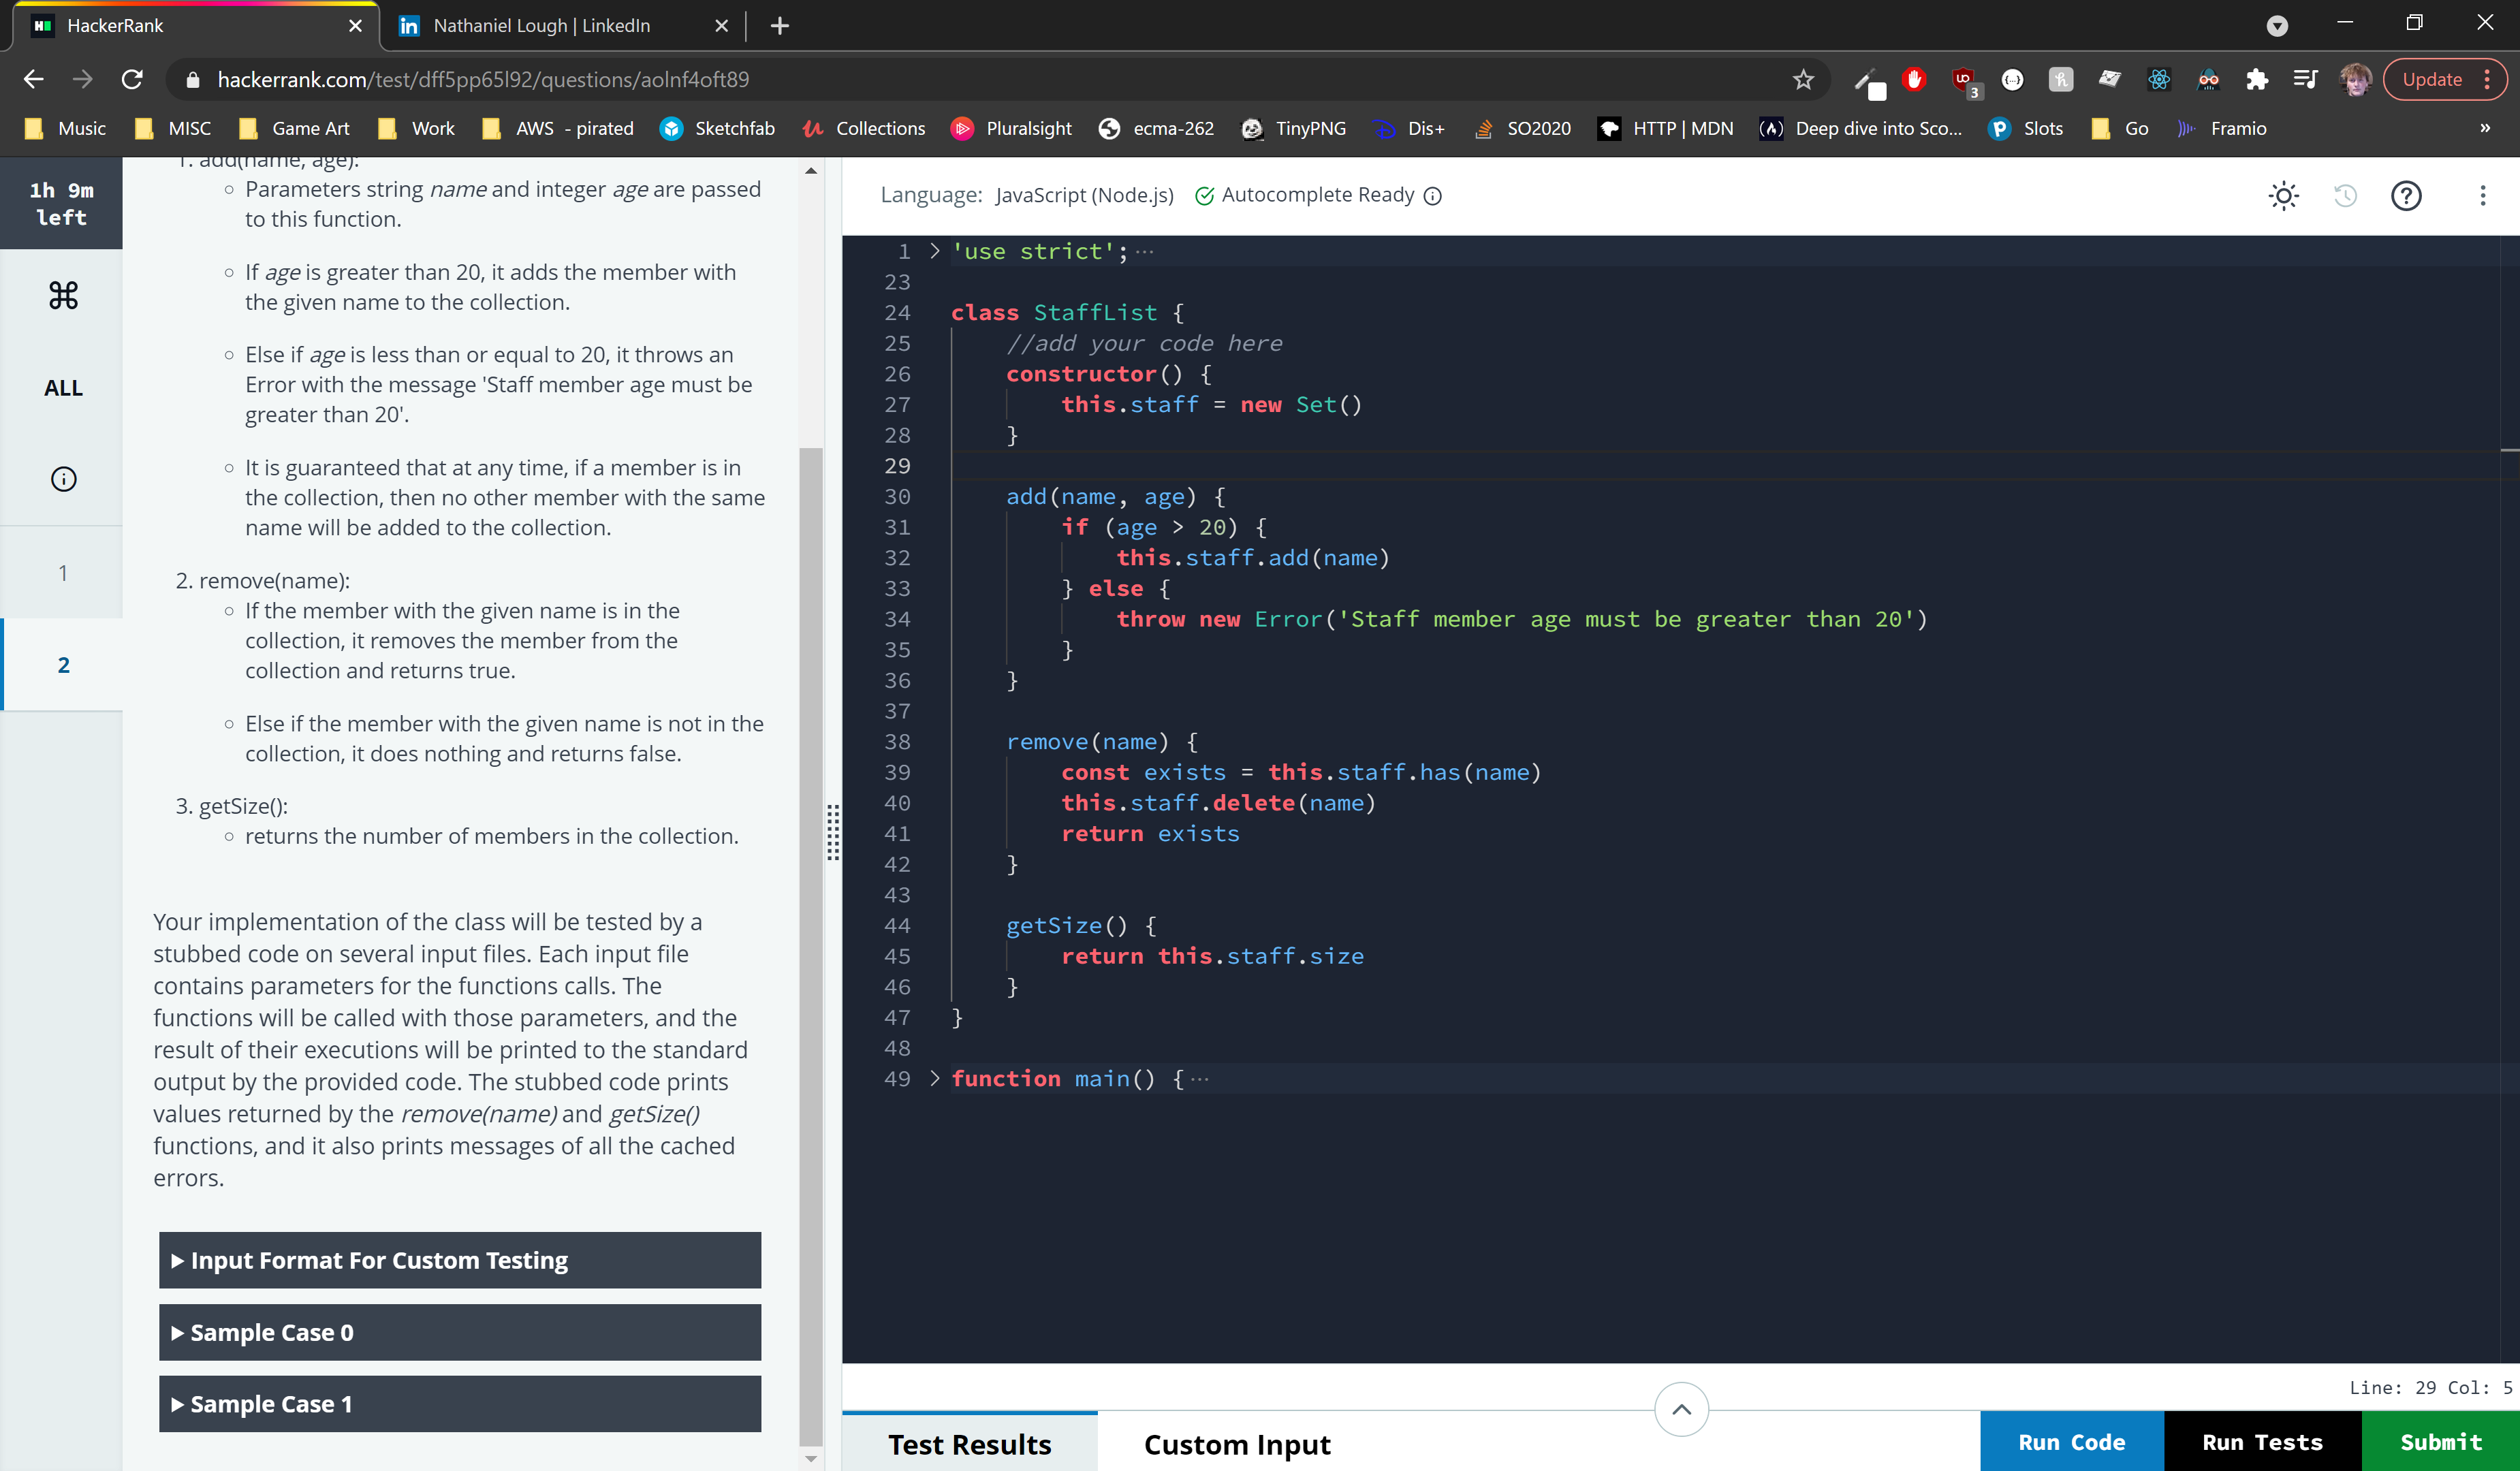 HackerRank
Nathaniel Lough | LinkedIn
hackerrank.com/test/dff5pp65l92/questions/aolnf4oft89
3
Update
Music
MISC
Game Art
Work
AWS - pirated
Sketchfab
Collections
Pluralsight
ecma-262
TinyPNG
Dis+
SO2020
HTTP | MDN
Deep dive into Sco...
Slots
Go
Framio
»
1h 9m
left
ALL
1
2
1. add(name, age):
Parameters string name and integer age are passed
to this function.
If age is greater than 20, it adds the member with
the given name to the collection.
Else if age is less than or equal to 20, it throws an
Error with the message 'Staff member age must be
greater than 20'.
It is guaranteed that at any time, if a member is in
the collection, then no other member with the same
name will be added to the collection.
2. remove(name):
If the member with the given name is in the
collection, it removes the member from the
collection and returns true.
Else if the member with the given name is not in the
collection, it does nothing and returns false.
3. getSize():
returns the number of members in the collection.
Your implementation of the class will be tested by a
stubbed code on several input files. Each input file
contains parameters for the functions calls. The
functions will be called with those parameters, and the
result of their executions will be printed to the standard
output by the provided code. The stubbed code prints
values returned by the remove(name) and getSize()
functions, and it also prints messages of all the cached
errors.
Input Format For Custom Testing
Sample Case 0
Sample Case 1
Language: JavaScript (Node.js) Autocomplete Ready
1 'use strict';···
23
24 class StaffList {
25 //add your code here
26 constructor() {
27 this.staff = new Set()
28 }
29
30 add(name, age) {
31 if (age > 20) {
32 this.staff.add(name)
33 } else {
34 throw new Error('Staff member age must be greater than 20')
35 }
36 }
37
38 remove(name) {
39 const exists = this.staff.has(name)
40 this.staff.delete(name)
41 return exists
42 }
43
44 getSize() {
45 return this.staff.size
46 }
47 }
48
49 function main() {···
Line: 29 Col: 5
Test Results
Custom Input
Run Code
Run Tests
Submit